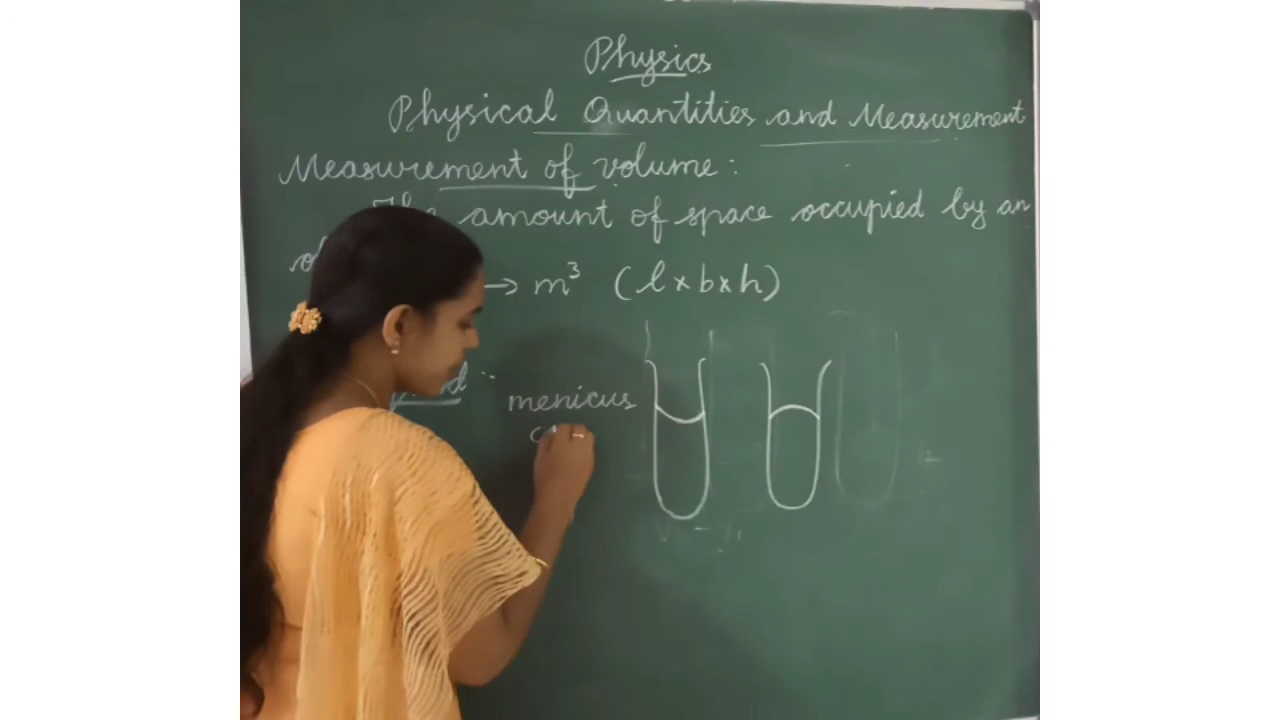 Physics
Physical Quantities and Measurement
Measurement of volume:
amount of space occupied by an
→ m³ (l×b×h)
menicus